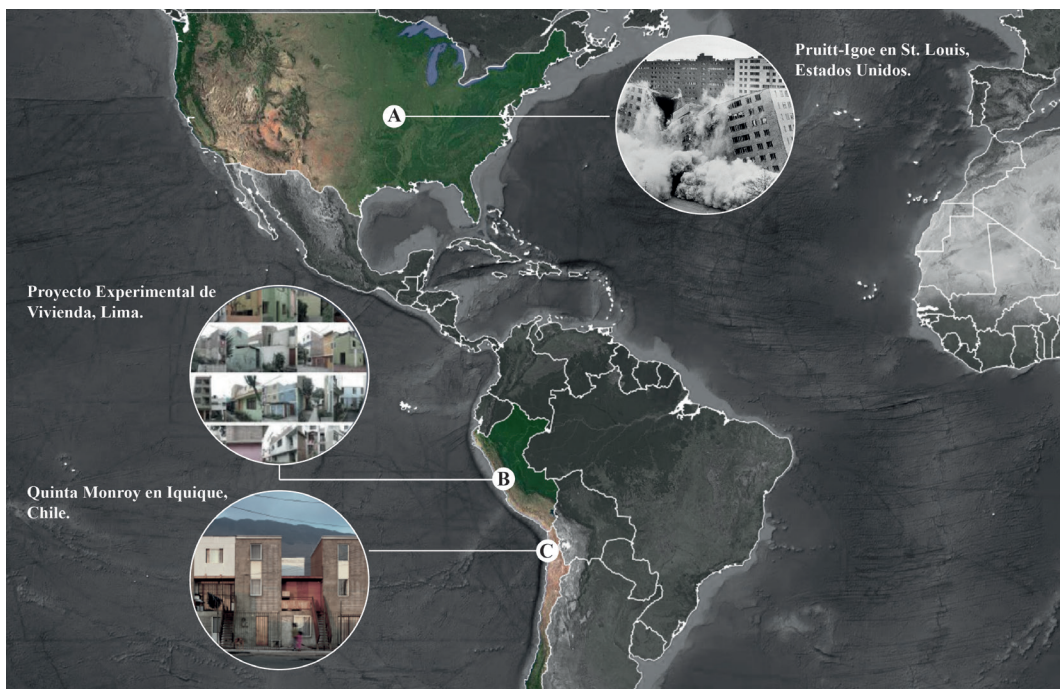 Pruitt-Igoe en St. Louis,
Estados Unidos.
A
Proyecto Experimental de
Vivienda, Lima.
B
Quinta Monroy en Iquique,
Chile.
C